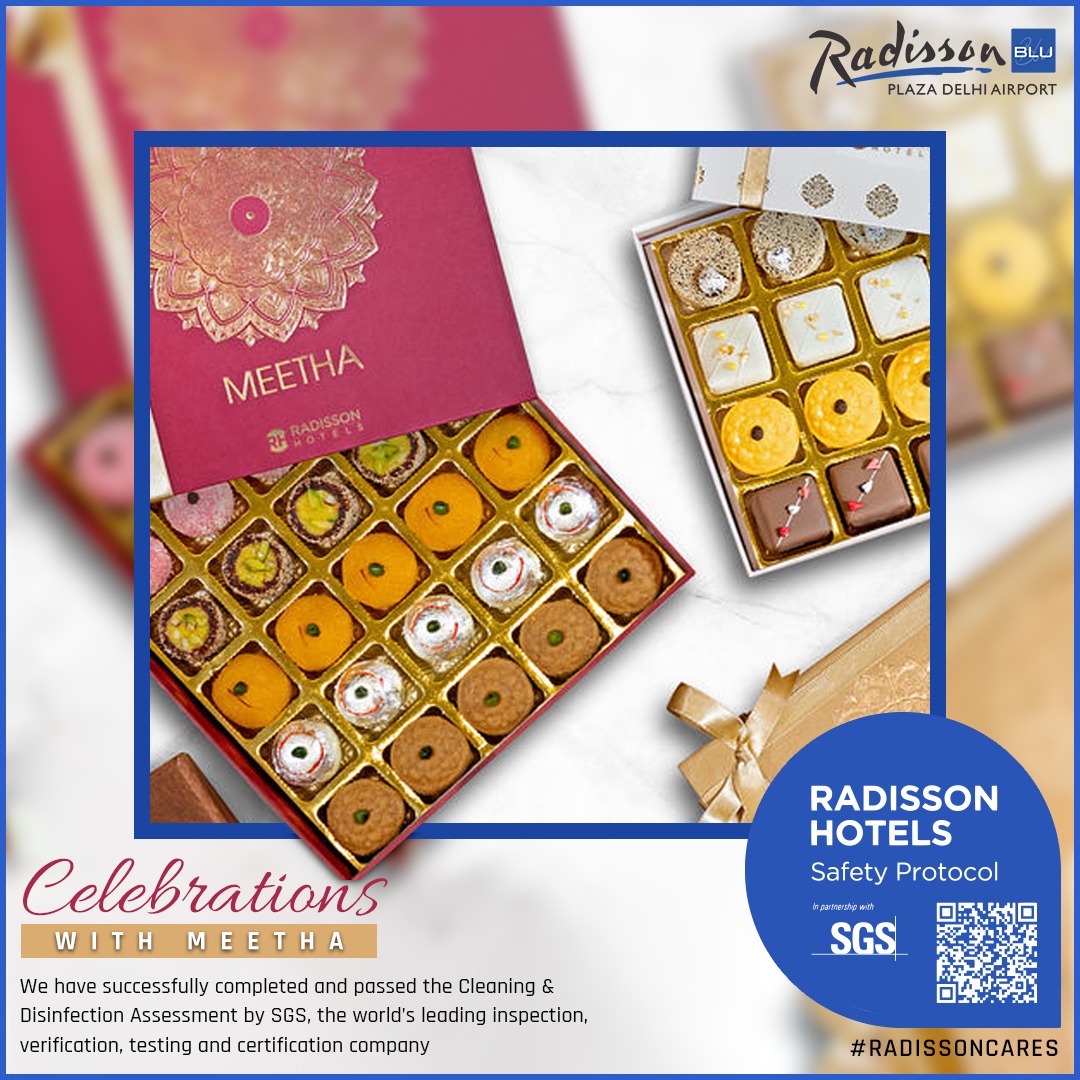 Radisson BLU
PLAZA DELHI AIRPORT
MEETHA
RADISSON
HOTELS
RADISSON
HOTELS
Safety Protocol
In partnership with
SGS
Celebrations
WITH MEETHA
We have successfully completed and passed the Cleaning &
Disinfection Assessment by SGS, the world's leading inspection,
verification, testing and certification company
#RADISSONCARES